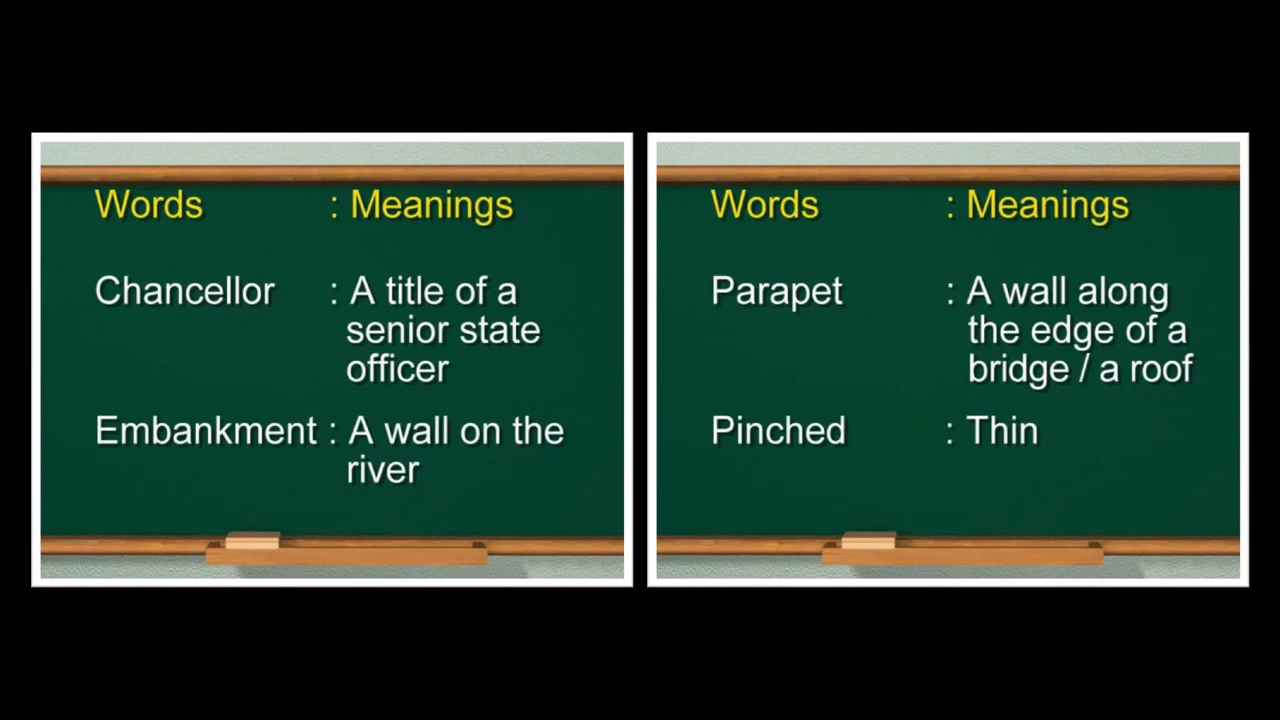 Words : Meanings
Chancellor : A title of a
senior state
officer
Embankment : A wall on the
river
Words : Meanings
Parapet : A wall along
the edge of a
bridge / a roof
Pinched : Thin